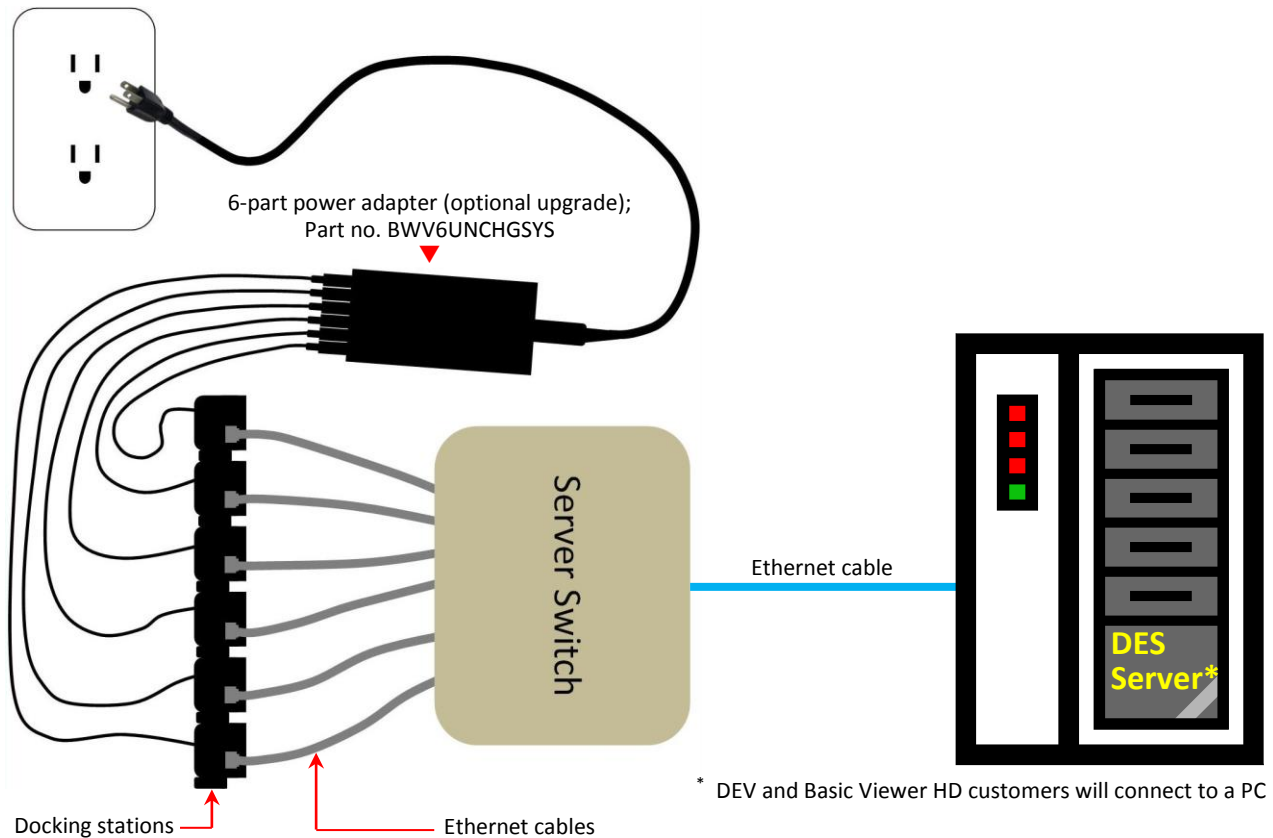 6-part power adapter (optional upgrade);
Part no. BWV6UNCHGSYS
Server Switch
Ethernet cable
DES
Server*
* DEV and Basic Viewer HD customers will connect to a PC
Docking stations
Ethernet cables